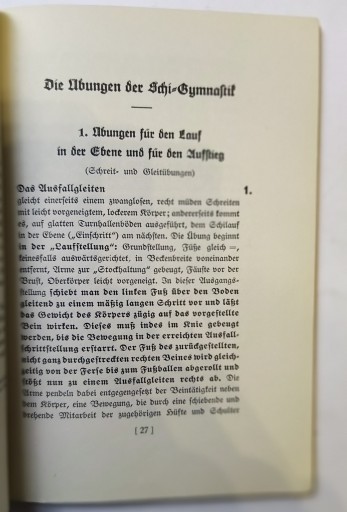 Die Übungen der Schi-Gymnastik
1. Übungen für den Lauf
in der Ebene und für den Aufstieg
(Schreit- und Gleitübungen)
Das Ausfallgleiten 1.
gleicht einerseits einem zwanglosen, recht müden Schreiten
mit leicht vorgeneigtem, lockerem Körper; andererseits kommt
es, auf glatten Turnhallenböden ausgeführt, dem Schilauf
in der Ebene („Einschritt") am nächsten. Die Übung beginnt
in der „Laufstellung": Grundstellung, Füße gleich =,
keinesfalls auswärtsgerichtet, in Beckenbreite voneinander
entfernt, Arme zur „Stockhaltung" gebeugt, Fäuste vor der
Brust, Oberkörper leicht vorgeneigt. In dieser Ausgangs-
stellung schiebt man den linken Fuß über den Boden
gleitend zu einem mäßig langen Schritt vor und läßt
das Gewicht des Körpers zügig auf das vorgestellte
Bein wirken. Dieses muß indes im Knie gebeugt
werden, bis die Bewegung in der erreichten Ausfall-
schrittstellung erstarrt. Der Fuß des zurückgestellten,
nicht ganz durchgestreckten rechten Beines wird gleich-
zeitig von der Ferse bis zum Fußballen abgerollt und
stößt nun zu einem Ausfallgleiten rechts ab. Die
Arme pendeln dabei entgegengesetzt der Beintätigkeit neben
dem Körper, eine Bewegung, die durch eine schiebende und
drehende Mitarbeit der zugehörigen Hüfte und Schulter
[ 27 ]